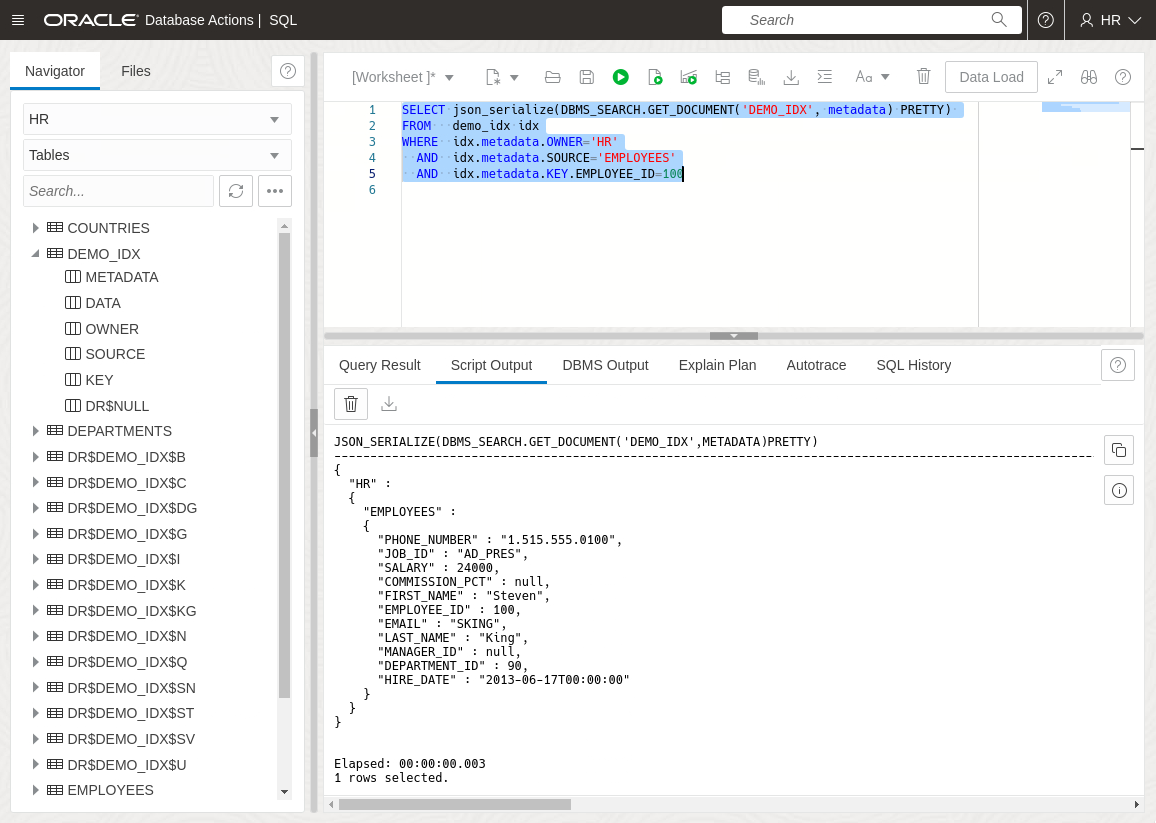 ORACLE Database Actions | SQL
Search
HR
Navigator
Files
HR
Tables
Search...
COUNTRIES
DEMO_IDX
METADATA
DATA
OWNER
SOURCE
KEY
DR$NULL
DEPARTMENTS
DR$DEMO_IDX$B
DR$DEMO_IDX$C
DR$DEMO_IDX$DG
DR$DEMO_IDX$G
DR$DEMO_IDX$I
DR$DEMO_IDX$K
DR$DEMO_IDX$KG
DR$DEMO_IDX$N
DR$DEMO_IDX$Q
DR$DEMO_IDX$SN
DR$DEMO_IDX$ST
DR$DEMO_IDX$SV
DR$DEMO_IDX$U
EMPLOYEES
[Worksheet ]*
Aa
Data Load
1 SELECT json_serialize(DBMS_SEARCH.GET_DOCUMENT('DEMO_IDX', metadata) PRETTY)
2 FROM   demo_idx idx
3 WHERE  idx.metadata.OWNER='HR'
4   AND  idx.metadata.SOURCE='EMPLOYEES'
5   AND  idx.metadata.KEY.EMPLOYEE_ID=100
6
Query Result Script Output DBMS Output Explain Plan Autotrace SQL History
JSON_SERIALIZE(DBMS_SEARCH.GET_DOCUMENT('DEMO_IDX',METADATA)PRETTY)
---------------------------------------------------------------------------------------------------------
{
  "HR" :
  {
    "EMPLOYEES" :
    {
      "PHONE_NUMBER" : "1.515.555.0100",
      "JOB_ID" : "AD_PRES",
      "SALARY" : 24000,
      "COMMISSION_PCT" : null,
      "FIRST_NAME" : "Steven",
      "EMPLOYEE_ID" : 100,
      "EMAIL" : "SKING",
      "LAST_NAME" : "King",
      "MANAGER_ID" : null,
      "DEPARTMENT_ID" : 90,
      "HIRE_DATE" : "2013-06-17T00:00:00"
    }
  }
}
Elapsed: 00:00:00.003
1 rows selected.